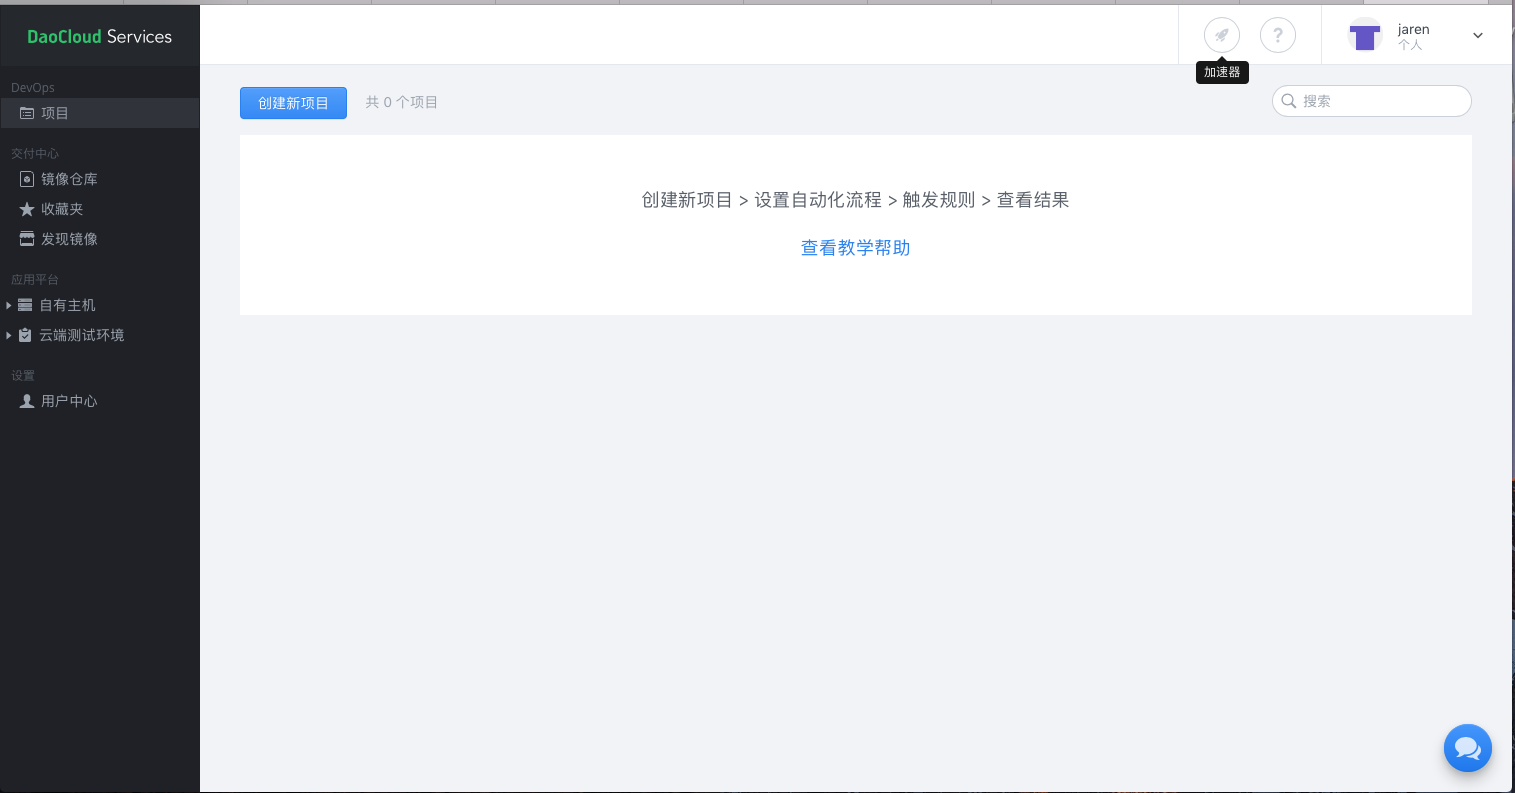 DaoCloud Services
DevOps
项目
交付中心
镜像仓库
收藏夹
发现镜像
应用平台
自有主机
云端测试环境
设置
用户中心
?
jaren
个人
加速器
创建新项目
共 0 个项目
搜索
创建新项目 > 设置自动化流程 > 触发规则 > 查看结果
查看教学帮助